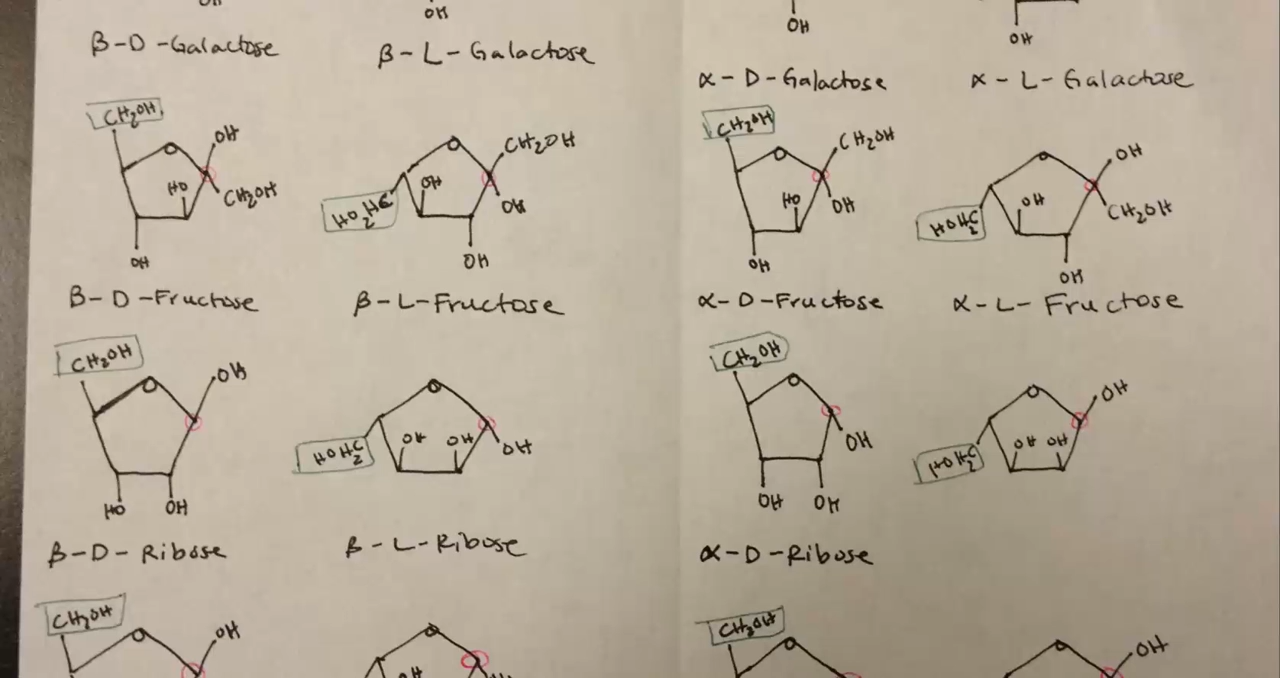 OH
OH
OH
OH
β-D-Galactose
β-L-Galactose
α-D-Galactose
α-L-Galactose
CH₂OH
OH
HO
CH₂OH
OH
CH₂OH
OH
HO₂HC
OH
OH
CH₂OH
CH₂OH
HO
OH
OH
OH
OH
HOH₂C
CH₂OH
OH
β-D-Fructose
β-L-Fructose
α-D-Fructose
α-L-Fructose
CH₂OH
OH
HO
OH
OH
OH
HOH₂C
OH
CH₂OH
OH
OH
OH
OH
OH
OH
HOH₂C
β-D-Ribose
β-L-Ribose
α-D-Ribose
CH₂OH
OH
CH₂OH
OH